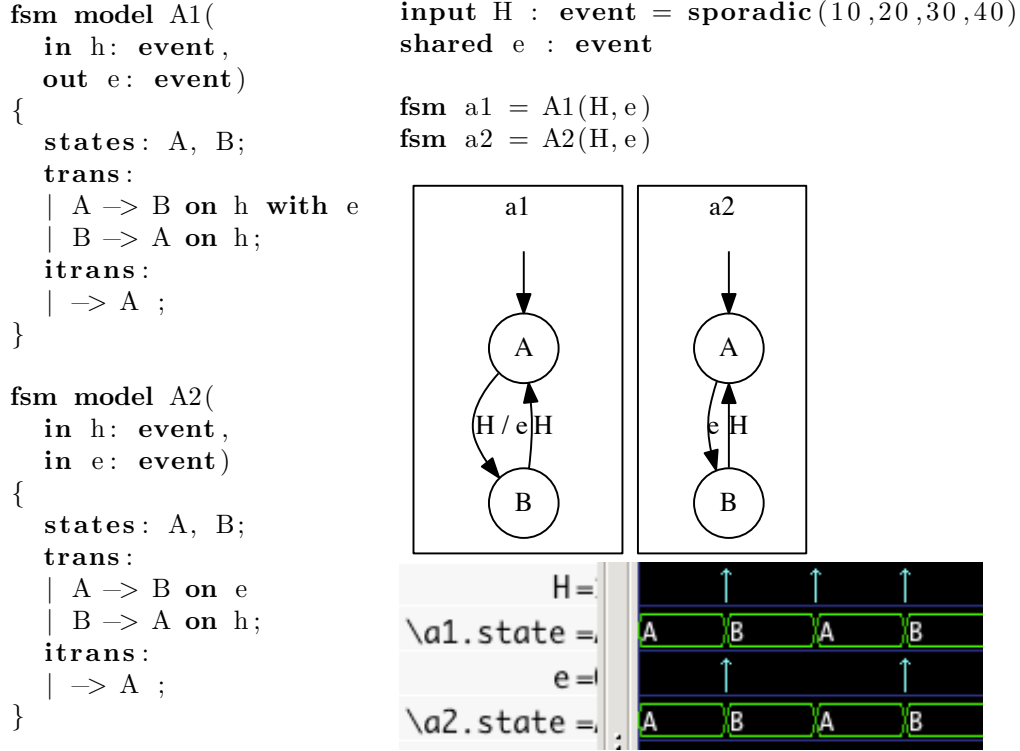 fsm model A1(
in h: event,
out e: event)
{
states: A, B;
trans:
| A -> B on h with e
| B -> A on h;
itrans:
| -> A ;
}
fsm model A2(
in h: event,
in e: event)
{
states: A, B;
trans:
| A -> B on e
| B -> A on h;
itrans:
| -> A ;
}
input H : event = sporadic(10,20,30,40)
shared e : event
fsm a1 = A1(H,e)
fsm a2 = A2(H,e)
a1
A
H / e H
B
a2
A
e H
B
H=
\a1.state = A B A B
e=
\a2.state = A B A B